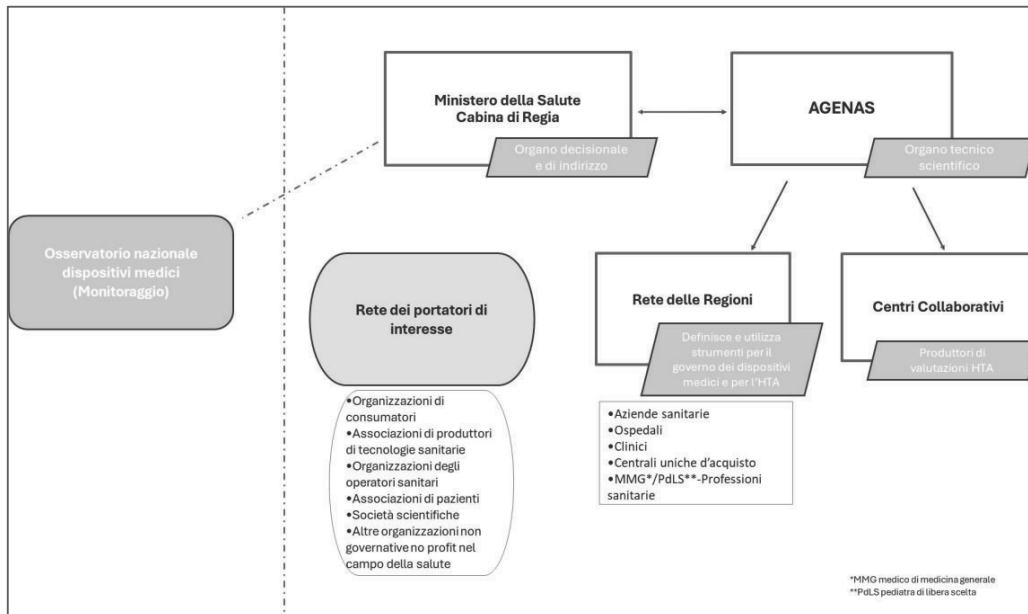 Ministero della Salute
Cabina di Regia
Organo decisionale
e di indirizzo
AGENAS
Organo tecnico
scientifico
Osservatorio nazionale
dispositivi medici
(Monitoraggio)
Rete dei portatori di
interesse
•Organizzazioni di
consumatori
•Associazioni di produttori
di tecnologie sanitarie
•Organizzazioni degli
operatori sanitari
•Associazioni di pazienti
•Società scientifiche
•Altre organizzazioni non
governative no profit nel
campo della salute
Rete delle Regioni
Definisce e utilizza
strumenti per il
governo dei dispositivi
medici e per l'HTA
•Aziende sanitarie
•Ospedali
•Clinici
•Centrali uniche d'acquisto
•MMG*/PdLS**-Professioni
sanitarie
Centri Collaborativi
Produttori di
valutazioni HTA
*MMG medico di medicina generale
**PdLS pediatra di libera scelta